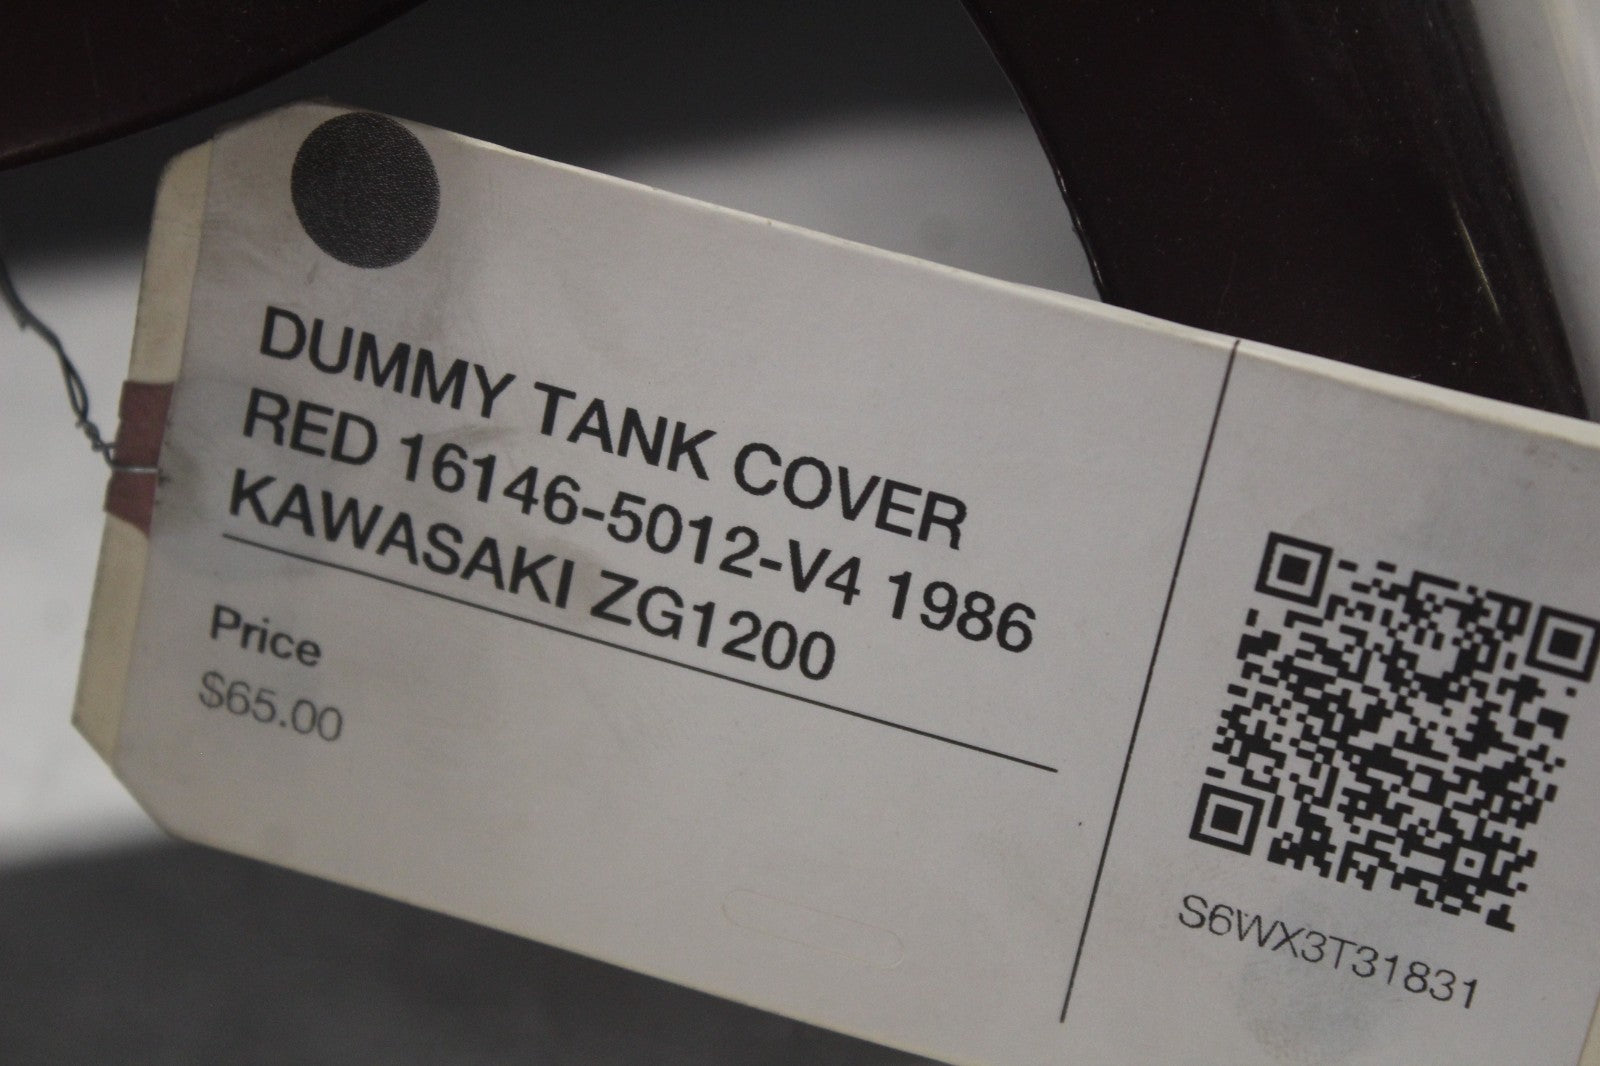 DUMMY TANK COVER
RED 16146-5012-V4 1986
KAWASAKI ZG1200
Price
$65.00
S6WX3T31831